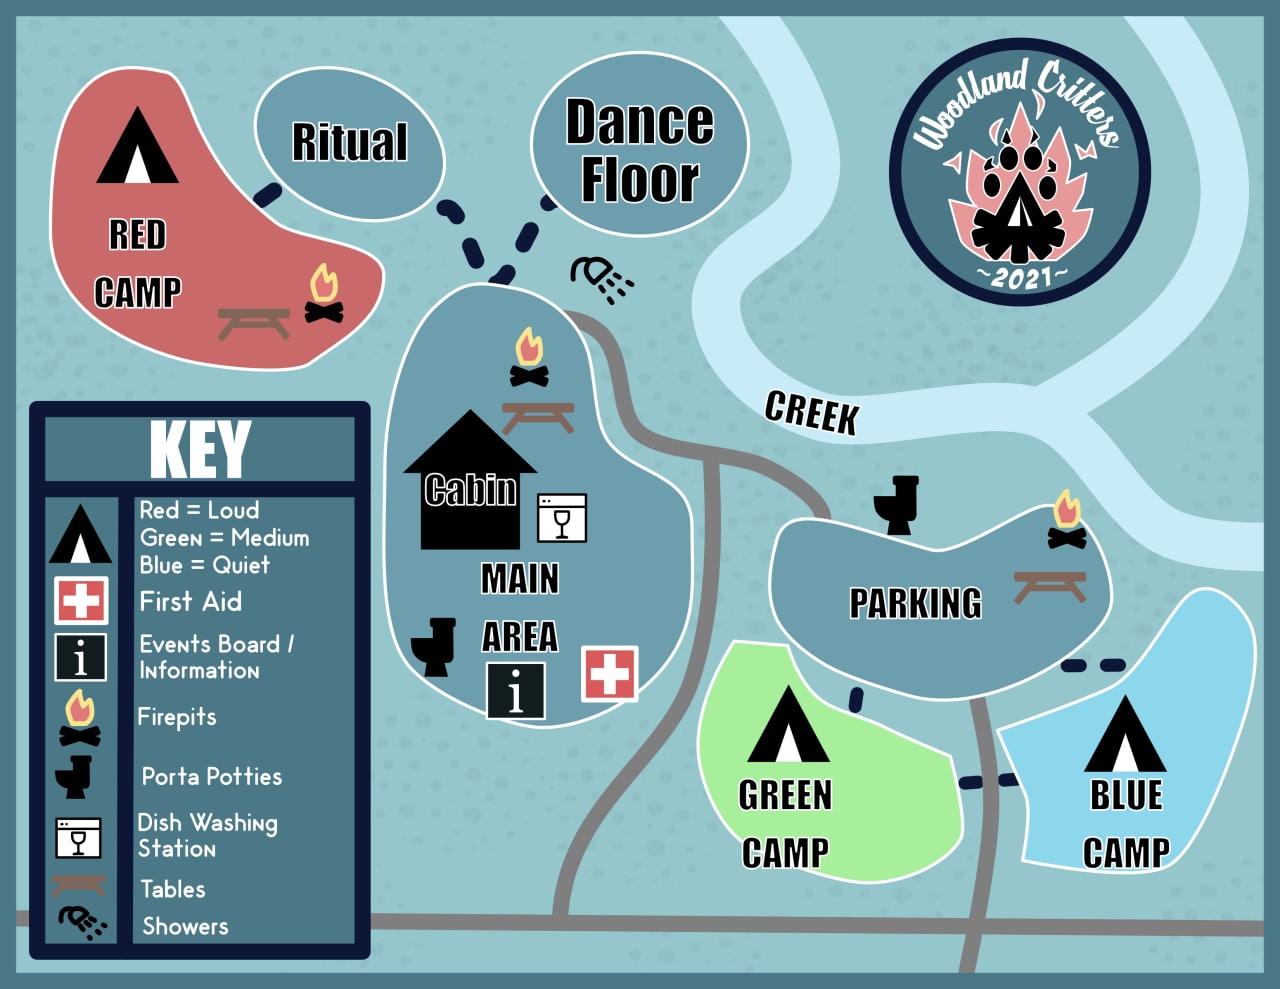 Woodland Critters
~2021~
Ritual
Dance
Floor
RED
CAMP
CREEK
Cabin
MAIN
AREA
i
PARKING
GREEN
CAMP
BLUE
CAMP
KEY
Red = Loud
Green = Medium
Blue = Quiet
First Aid
i
Events Board /
Information
Firepits
Porta Potties
Dish Washing
Station
Tables
Showers